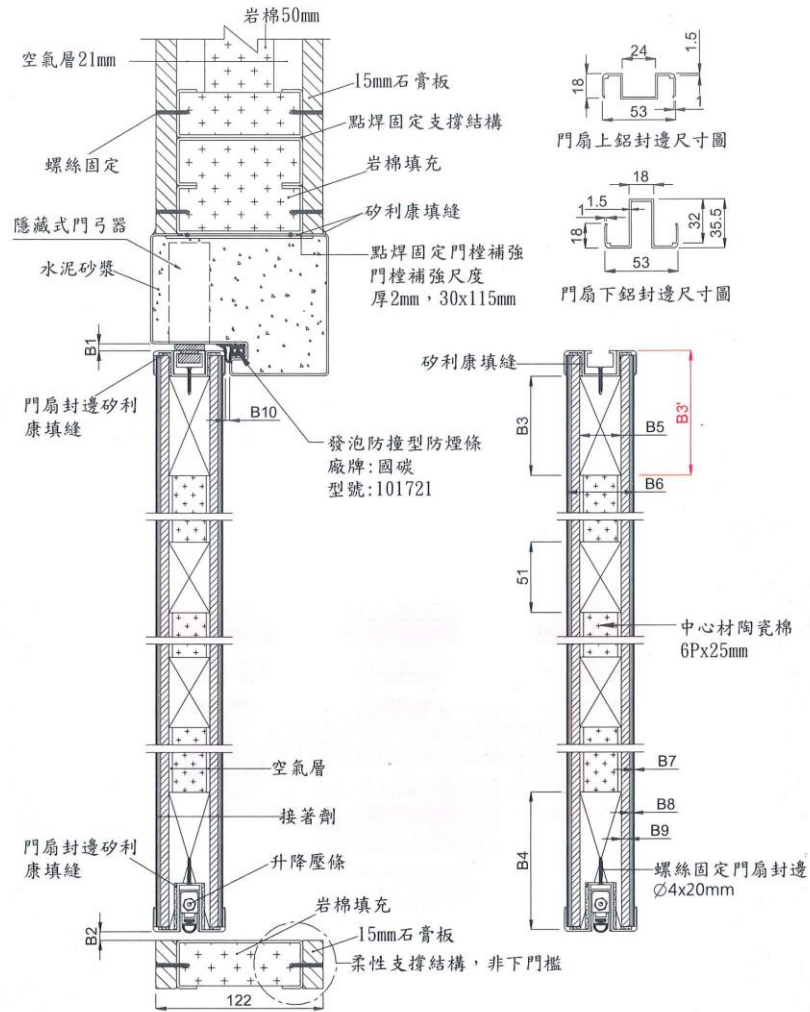 岩棉50mm
空氣層21mm
15mm石膏板
點焊固定支撐結構
螺絲固定
岩棉填充
矽利康填縫
隱藏式門弓器
點焊固定門樘補強
門樘補強尺度
厚2mm，30x115mm
水泥砂漿
24
1.5
18
1
53
門扇上鋁封邊尺寸圖
18
1.5
1
18
32
35.5
53
門扇下鋁封邊尺寸圖
B1
門扇封邊矽利
康填縫
B10
發泡防撞型防煙條
廠牌:國碳
型號:101721
矽利康填縫
B3
B5
B3'
B6
51
中心材陶瓷棉
6Px25mm
空氣層
接著劑
B7
B8
B9
B4
門扇封邊矽利
康填縫
升降壓條
螺絲固定門扇封邊
Ø4x20mm
B2
岩棉填充
15mm石膏板
柔性支撐結構，非下門檻
122